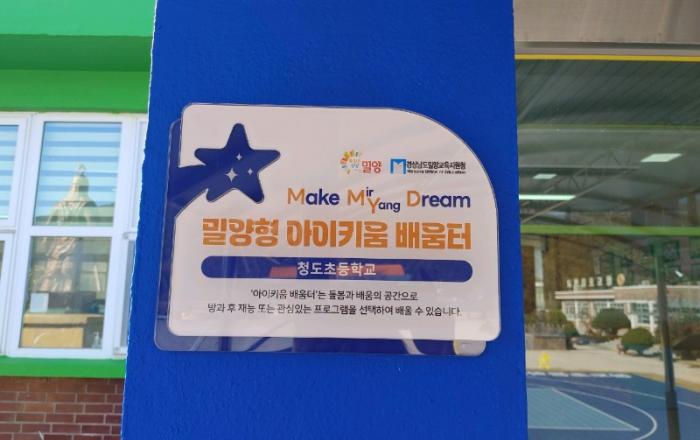 밀양 경상남도밀양교육지원청
Make MirYang Dream
밀양형 아이키움 배움터
청도초등학교
'아이키움 배움터'는 돌봄과 배움의 공간으로
방과 후 재능 또는 관심있는 프로그램을 선택하여 배울 수 있습니다.